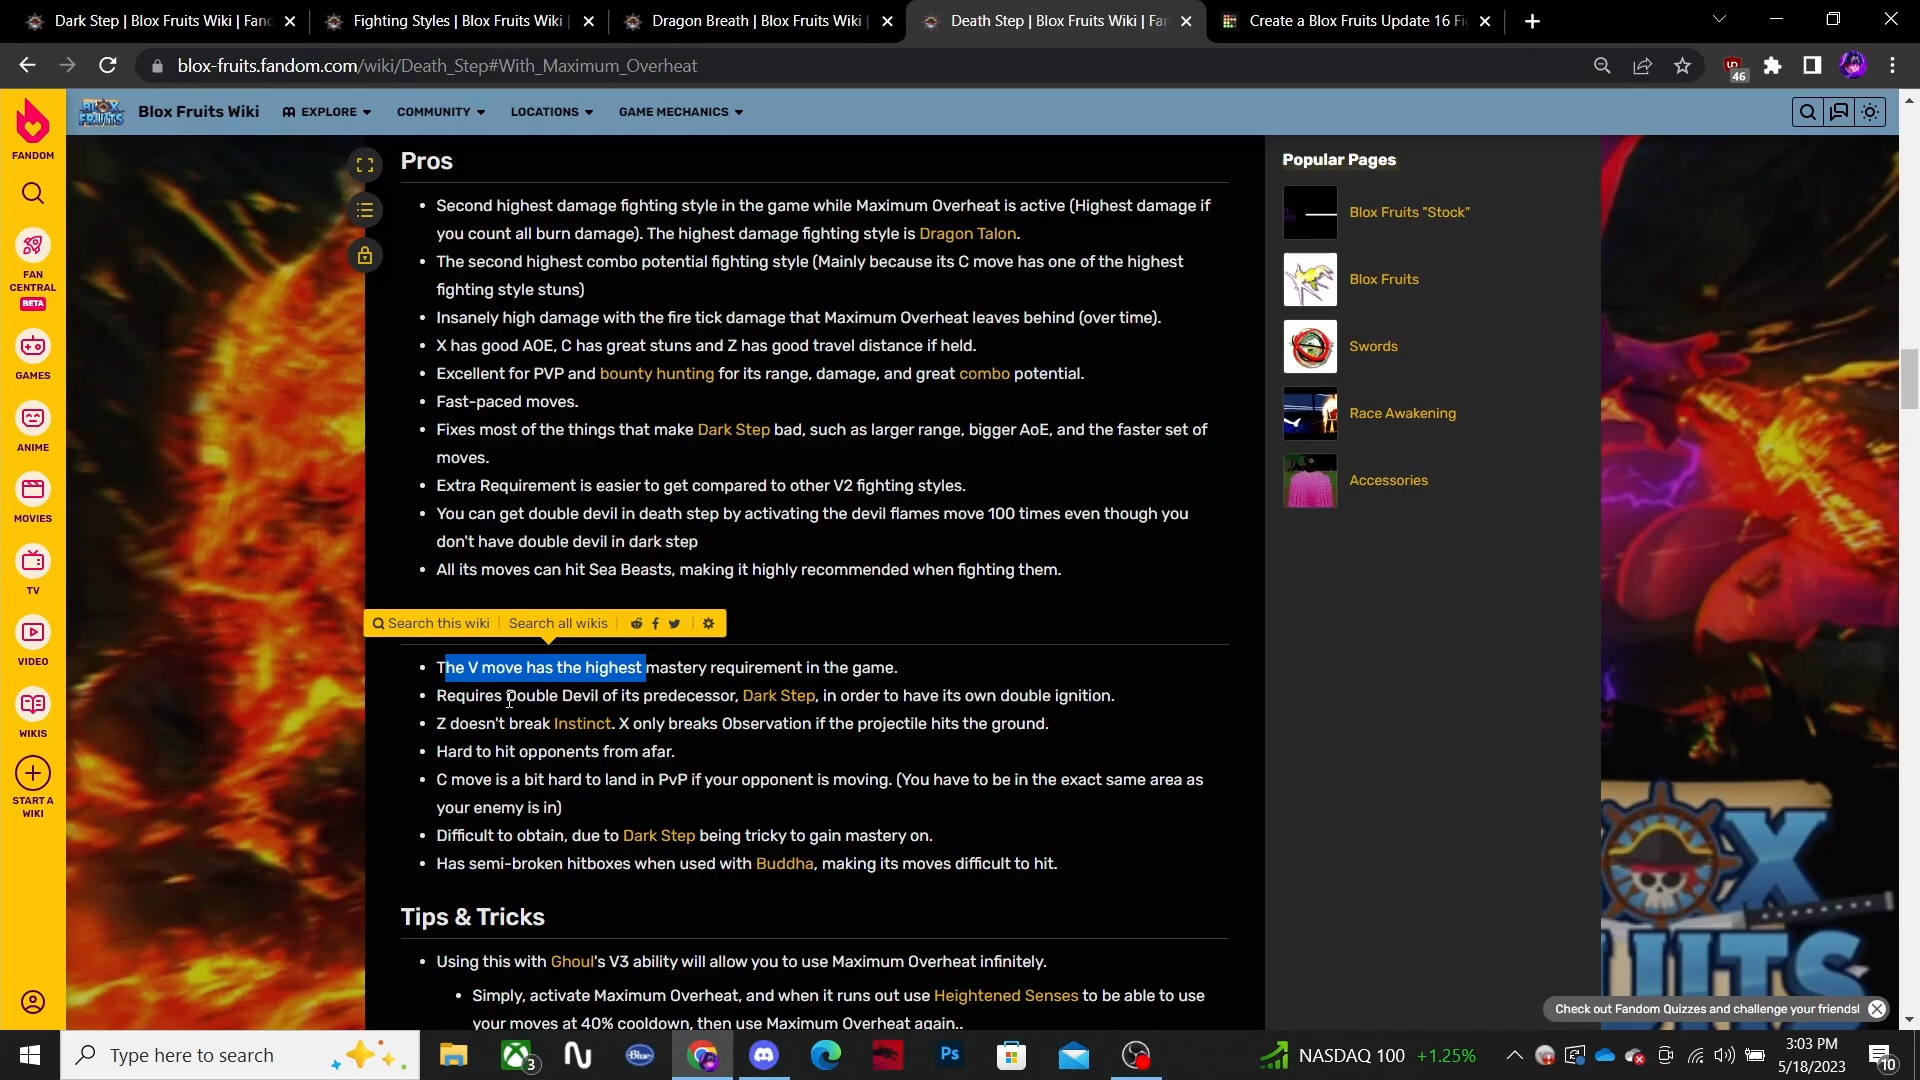 Dark Step | Blox Fruits Wiki | Fand
Fighting Styles | Blox Fruits Wiki |
Dragon Breath | Blox Fruits Wiki
Death Step | Blox Fruits Wiki | Fan
Create a Blox Fruits Update 16 Fi
blox-fruits.fandom.com/wiki/Death_Step#With_Maximum_Overheat
46
Blox Fruits Wiki
EXPLORE
COMMUNITY
LOCATIONS
GAME MECHANICS
FANDOM
FAN CENTRAL
BETA
GAMES
ANIME
MOVIES
TV
VIDEO
WIKIS
START A WIKI
Pros
Second highest damage fighting style in the game while Maximum Overheat is active (Highest damage if
you count all burn damage). The highest damage fighting style is Dragon Talon.
The second highest combo potential fighting style (Mainly because its C move has one of the highest
fighting style stuns)
Insanely high damage with the fire tick damage that Maximum Overheat leaves behind (over time).
X has good AOE, C has great stuns and Z has good travel distance if held.
Excellent for PVP and bounty hunting for its range, damage, and great combo potential.
Fast-paced moves.
Fixes most of the things that make Dark Step bad, such as larger range, bigger AoE, and the faster set of
moves.
Extra Requirement is easier to get compared to other V2 fighting styles.
You can get double devil in death step by activating the devil flames move 100 times even though you
don't have double devil in dark step
All its moves can hit Sea Beasts, making it highly recommended when fighting them.
Search this wiki
Search all wikis
The V move has the highest mastery requirement in the game.
Requires Double Devil of its predecessor, Dark Step, in order to have its own double ignition.
Z doesn't break Instinct. X only breaks Observation if the projectile hits the ground.
Hard to hit opponents from afar.
C move is a bit hard to land in PvP if your opponent is moving. (You have to be in the exact same area as
your enemy is in)
Difficult to obtain, due to Dark Step being tricky to gain mastery on.
Has semi-broken hitboxes when used with Buddha, making its moves difficult to hit.
Tips & Tricks
Using this with Ghoul's V3 ability will allow you to use Maximum Overheat infinitely.
Simply, activate Maximum Overheat, and when it runs out use Heightened Senses to be able to use
your moves at 40% cooldown, then use Maximum Overheat again..
Popular Pages
Blox Fruits "Stock"
Blox Fruits
Swords
Race Awakening
Accessories
Check out Fandom Quizzes and challenge your friends!
Type here to search
3
Blue
Ps
NASDAQ 100 +1.25%
3:03 PM
5/18/2023
10